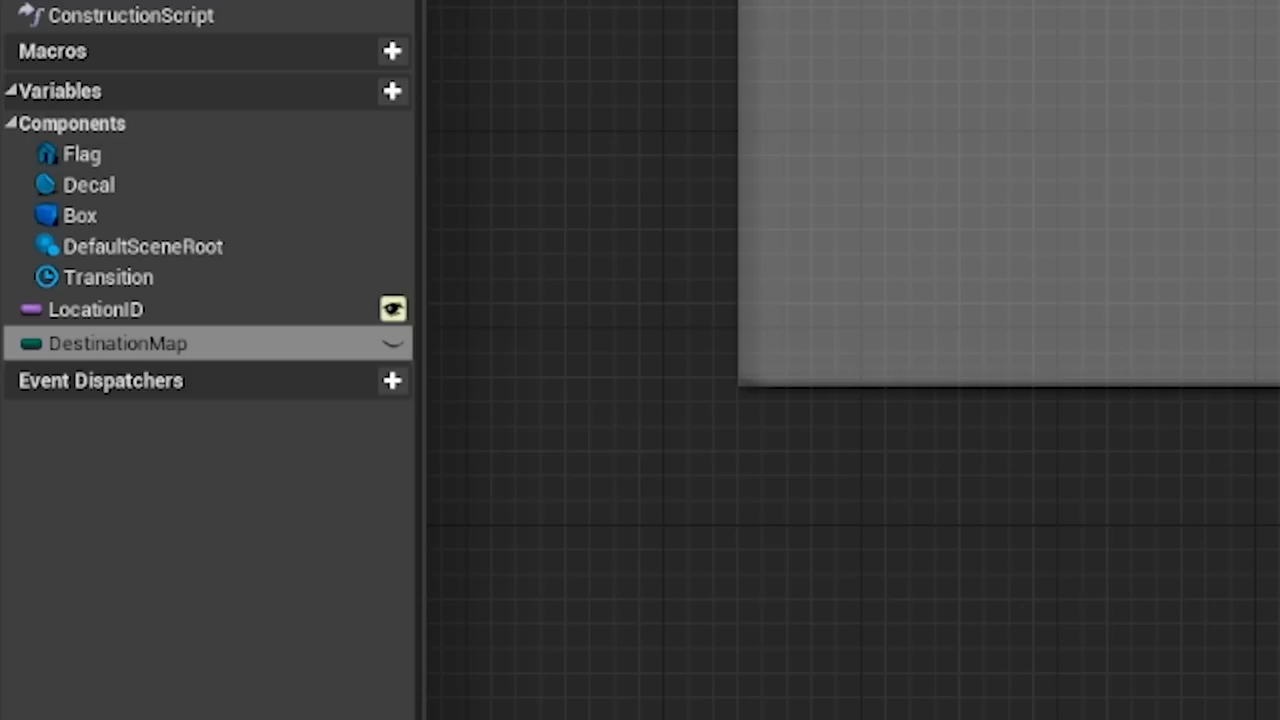 ConstructionScript
Macros
Variables
Components
Flag
Decal
Box
DefaultSceneRoot
Transition
LocationID
DestinationMap
Event Dispatchers